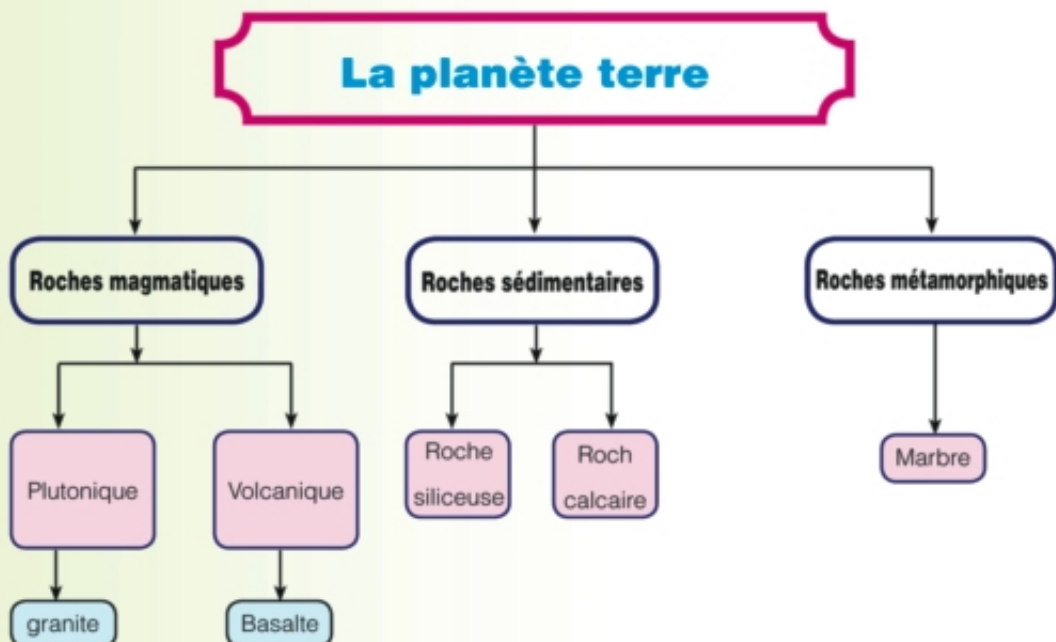 La planète terre
Roches magmatiques
Roches sédimentaires
Roches métamorphiques
Plutonique
Volcanique
Roche
siliceuse
Roch
calcaire
Marbre
granite
Basalte